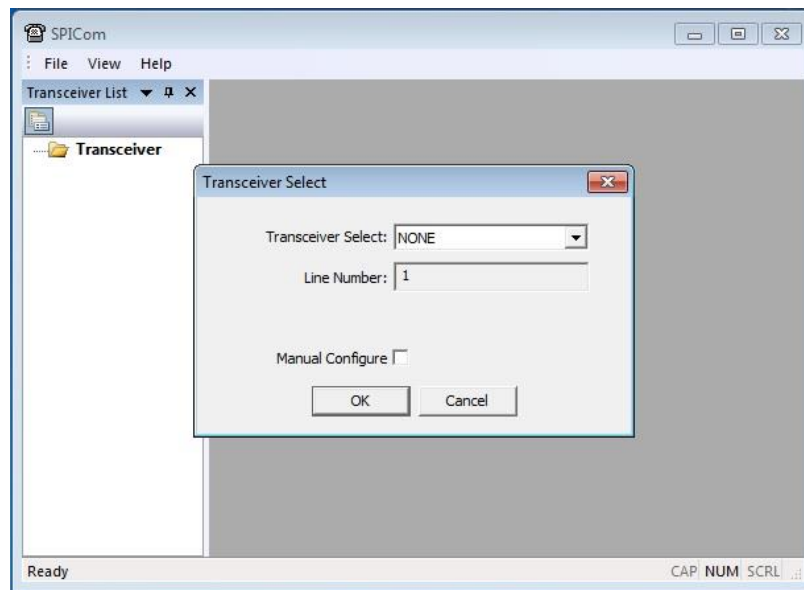 SPICom
File View Help
Transceiver List
Transceiver
Transceiver Select
Transceiver Select: NONE
Line Number: 1
Manual Configure
OK Cancel
Ready CAP NUM SCRL